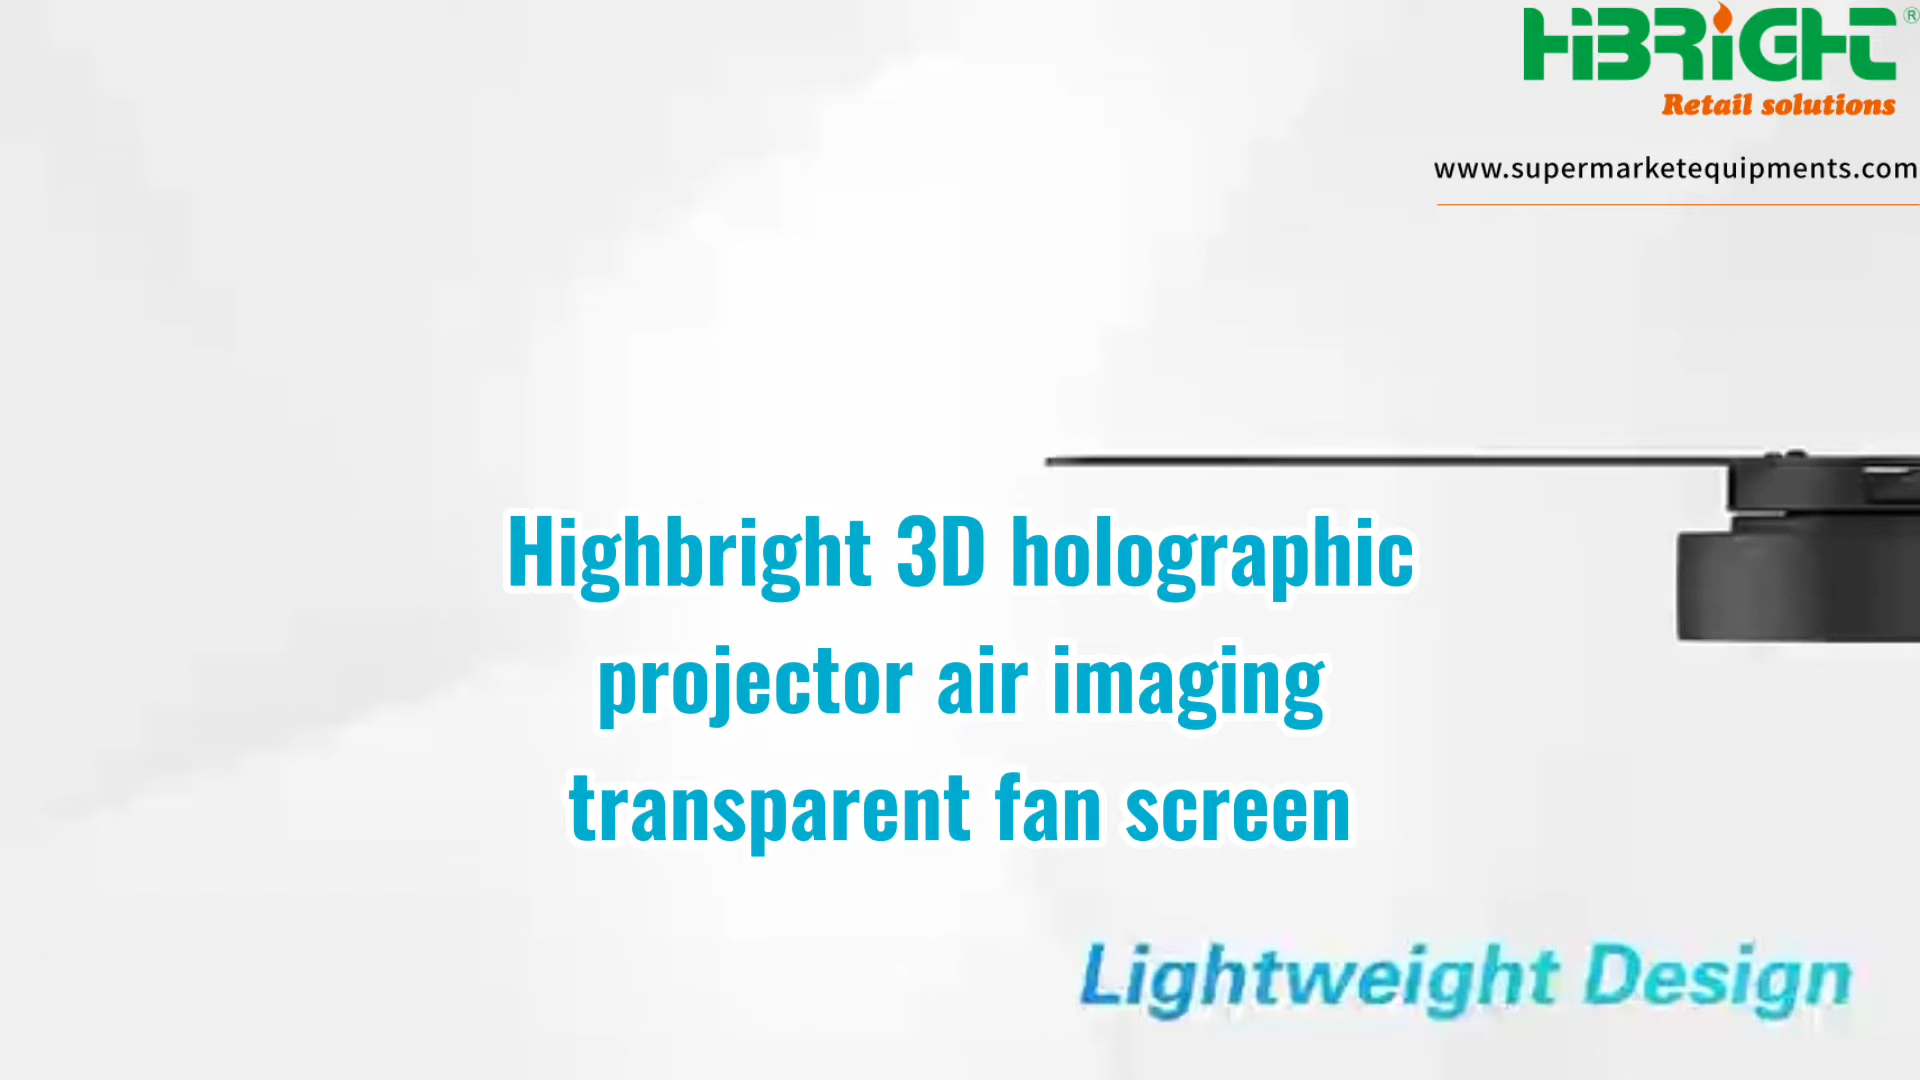 HiBRiGHT®
Retail solutions
www.supermarketequipments.com
Highbright 3D holographic
projector air imaging
transparent fan screen
Lightweight Design